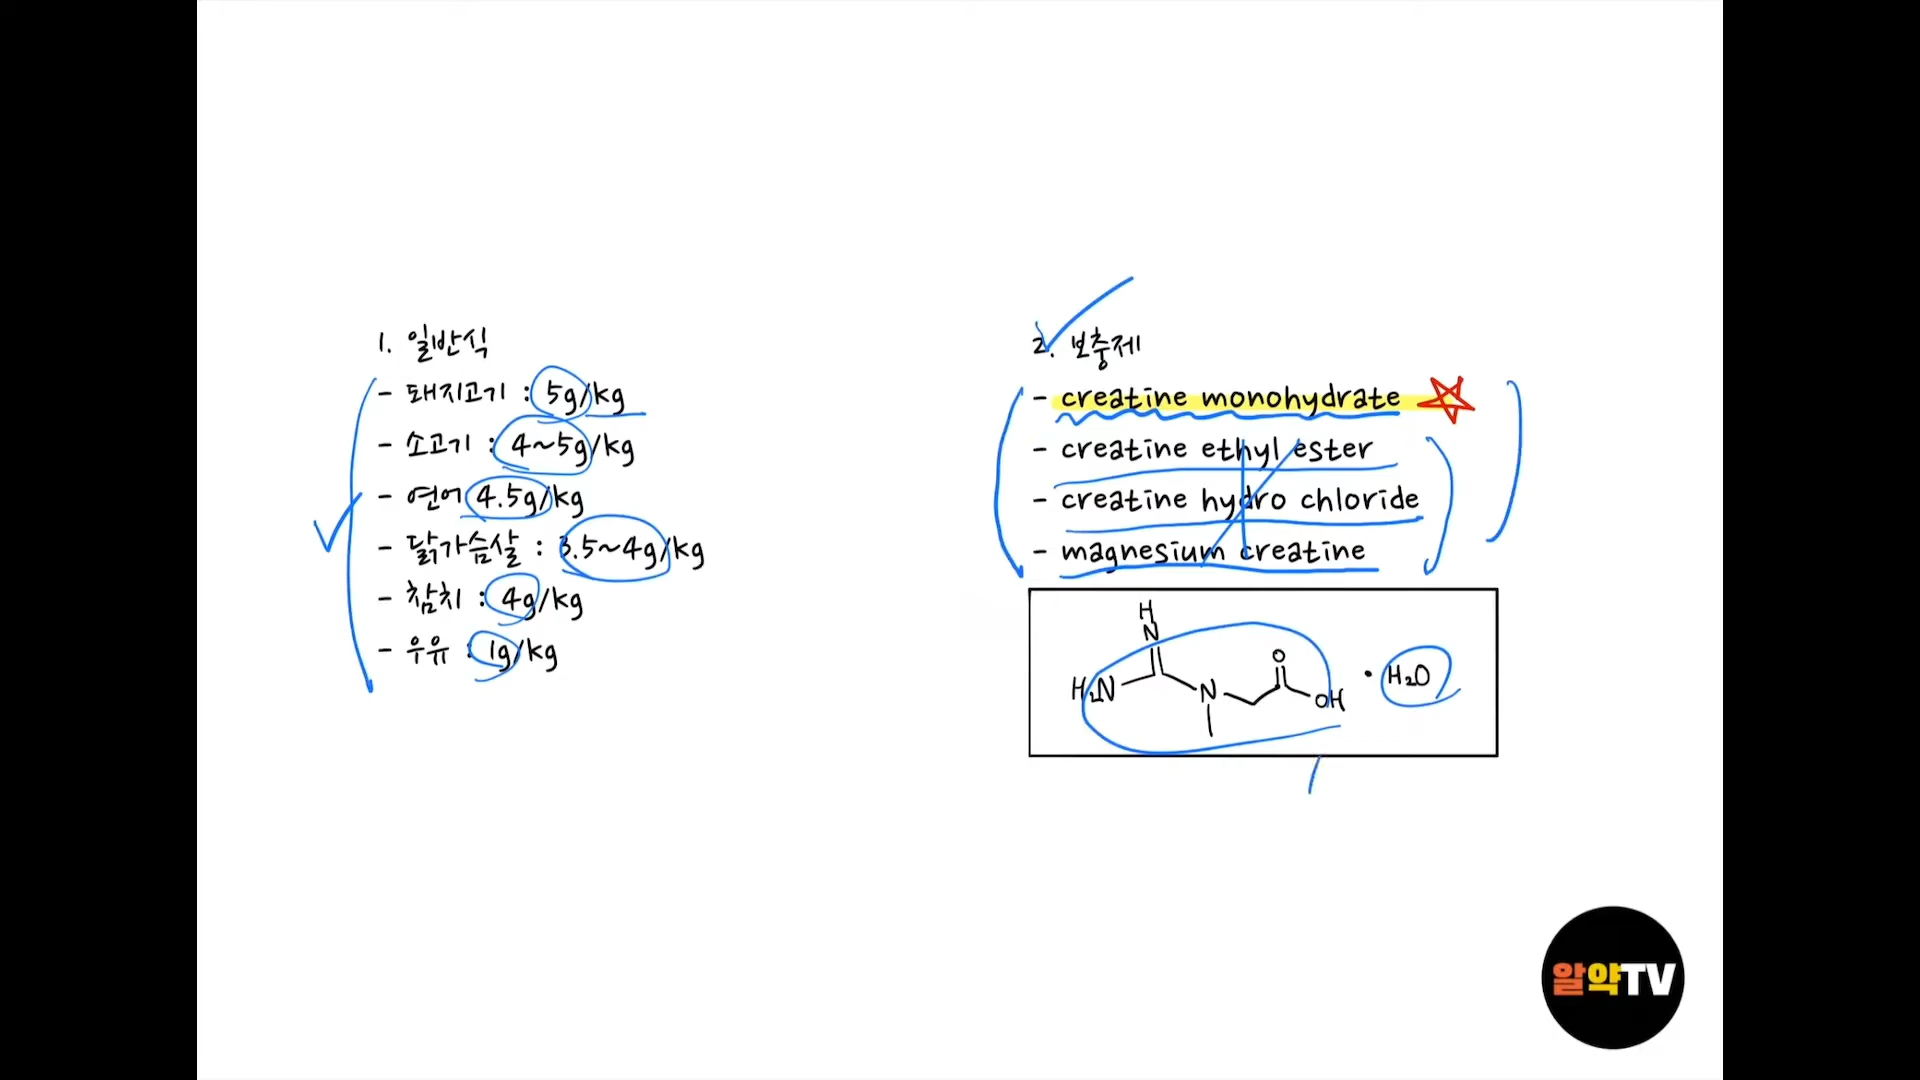 1. 일반식
- 돼지고기 : 5g/kg
- 소고기 : 4~5g/kg
- 연어 4.5g/kg
- 닭가슴살 : 3.5~4g/kg
- 참치 : 4g/kg
- 우유 : 1g/kg
2. 보충제
- creatine monohydrate
- creatine ethyl ester
- creatine hydro chloride
- magnesium creatine
H
N
H₂N
N
O
OH
• H₂O
알약TV